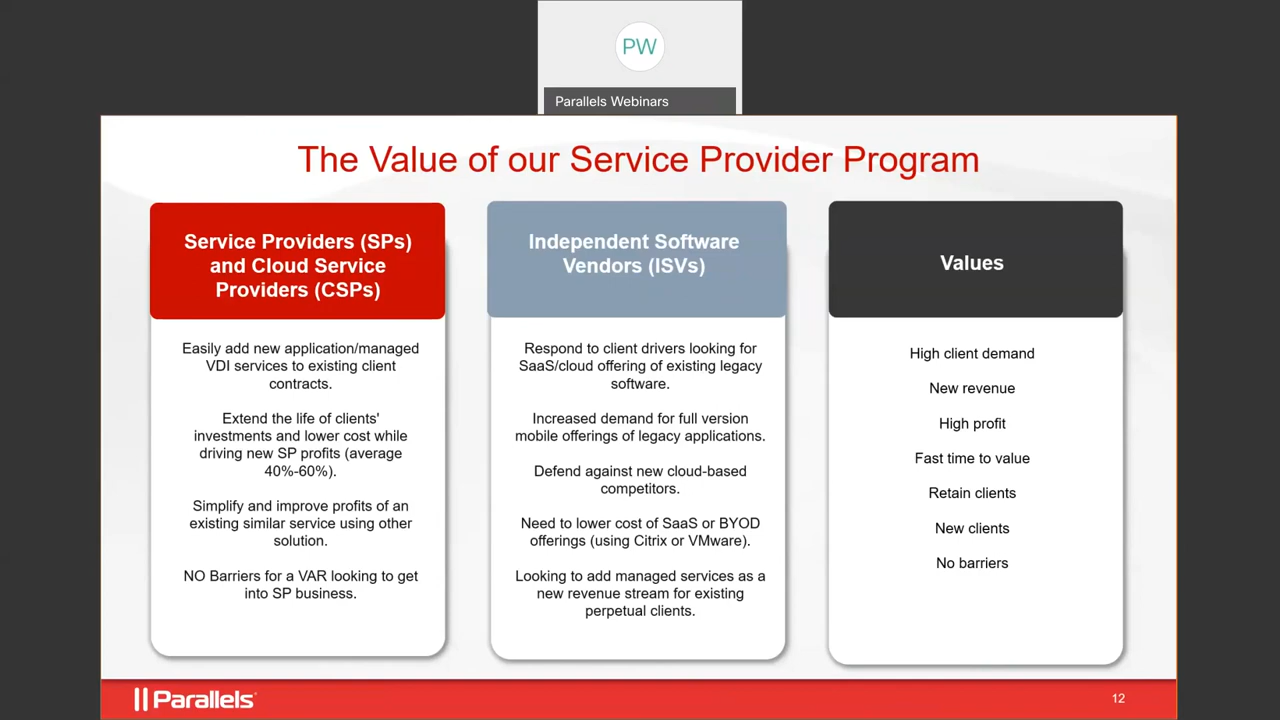 PW
Parallels Webinars
The Value of our Service Provider Program
Service Providers (SPs)
and Cloud Service
Providers (CSPs)
Easily add new application/managed
VDI services to existing client
contracts.
Extend the life of clients'
investments and lower cost while
driving new SP profits (average
40%-60%).
Simplify and improve profits of an
existing similar service using other
solution.
NO Barriers for a VAR looking to get
into SP business.
Independent Software
Vendors (ISVs)
Respond to client drivers looking for
SaaS/cloud offering of existing legacy
software.
Increased demand for full version
mobile offerings of legacy applications.
Defend against new cloud-based
competitors.
Need to lower cost of SaaS or BYOD
offerings (using Citrix or VMware).
Looking to add managed services as a
new revenue stream for existing
perpetual clients.
Values
High client demand
New revenue
High profit
Fast time to value
Retain clients
New clients
No barriers
Parallels
12